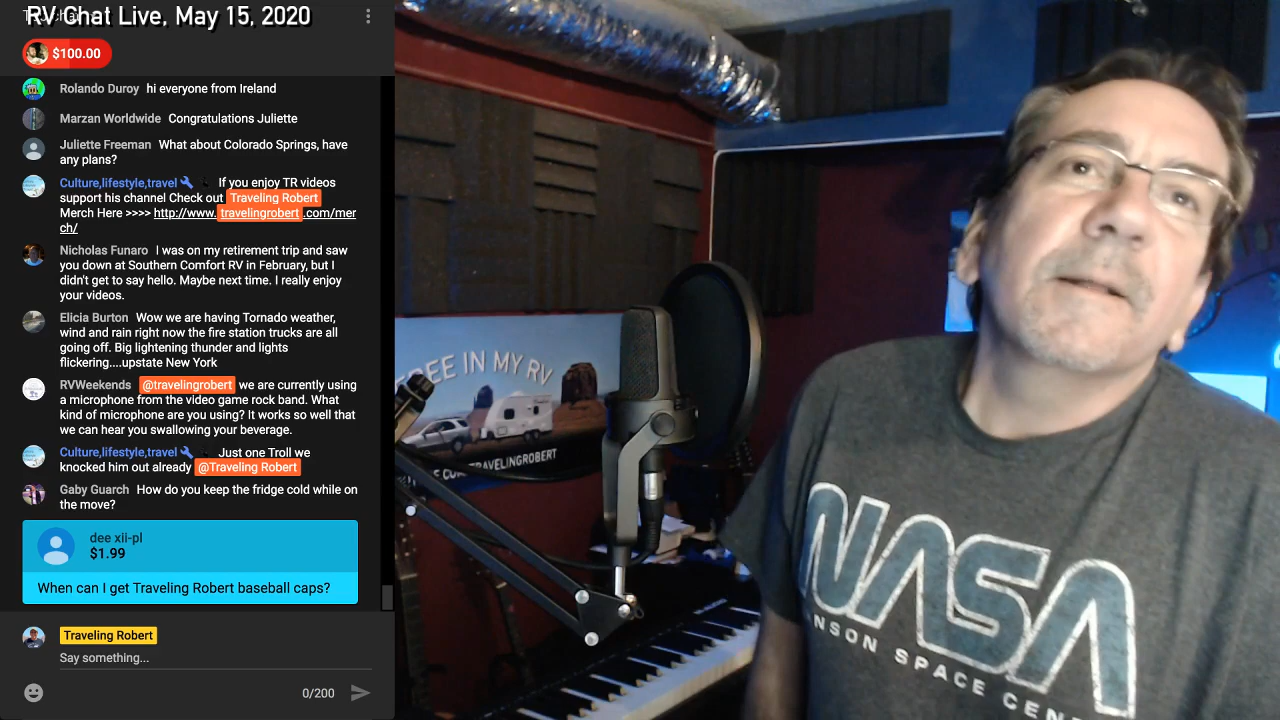 RV Chat Live, May 15, 2020
$100.00
Rolando Duroy hi everyone from Ireland
Marzan Worldwide Congratulations Juliette
Juliette Freeman What about Colorado Springs, have
any plans?
Culture,lifestyle,travel If you enjoy TR videos
support his channel Check out Traveling Robert
Merch Here >>>> http://www.travelingrobert.com/mer
ch/
Nicholas Funaro I was on my retirement trip and saw
you down at Southern Comfort RV in February, but I
didn't get to say hello. Maybe next time. I really enjoy
your videos.
Elicia Burton Wow we are having Tornado weather,
wind and rain right now the fire station trucks are all
going off. Big lightening thunder and lights
flickering....upstate New York
RVWeekends @travelingrobert we are currently using
a microphone from the video game rock band. What
kind of microphone are you using? It works so well that
we can hear you swallowing your beverage.
Culture,lifestyle,travel Just one Troll we
knocked him out already @Traveling Robert
Gaby Guarch How do you keep the fridge cold while on
the move?
dee xii-pl
$1.99
When can I get Traveling Robert baseball caps?
Traveling Robert
Say something...
0/200
REE IN MY RV
TRAVELINGROBERT
NASA
NSON SPACE CENT